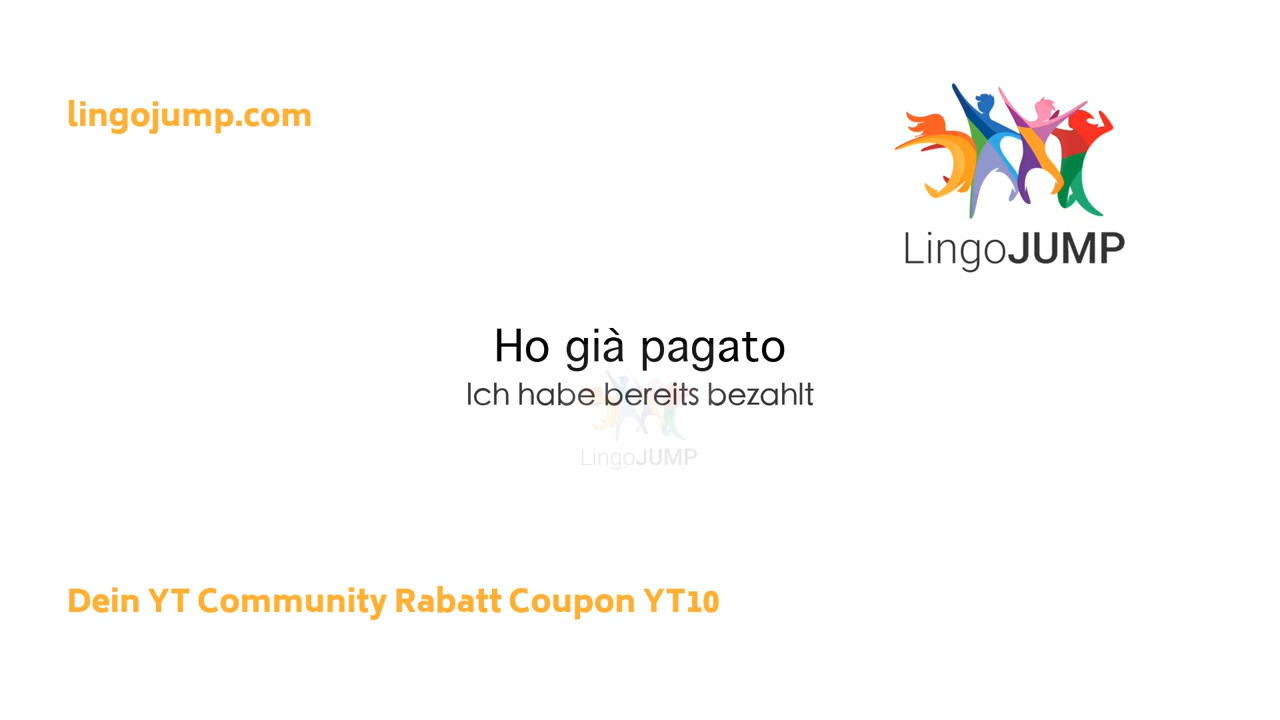 lingojump.com
LingoJUMP
Ho già pagato
Ich habe bereits bezahlt
LingoJUMP
Dein YT Community Rabatt Coupon YT10